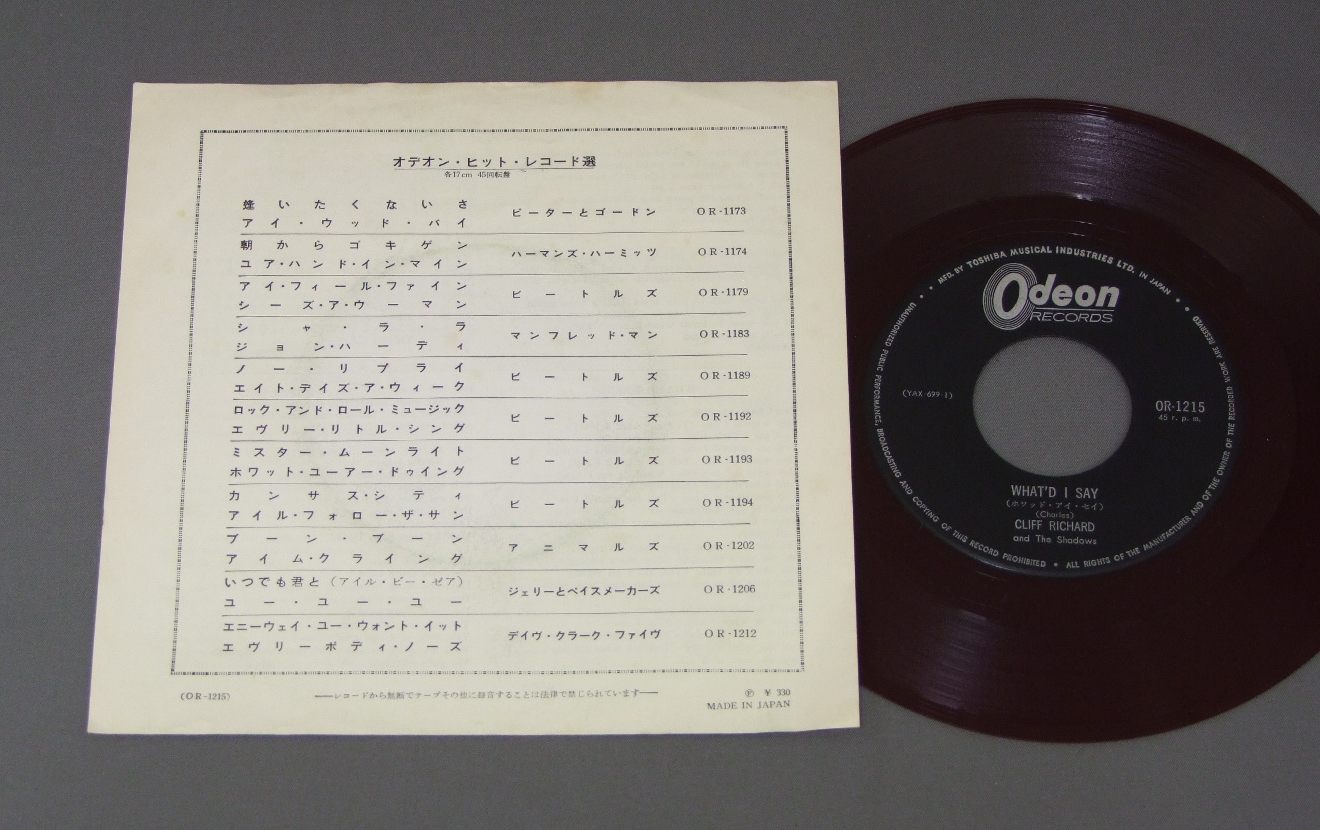 オデオン・ヒット・レコード選
各17cm 45回転盤
逢いたくないさ
アイ・ウッド・バイ
ピーターとゴードン OR-1173
朝からゴキゲン
ユア・ハンド・イン・マイン
ハーマンズ・ハーミッツ OR-1174
アイ・フィール・ファイン
シーズ・ア・ウーマン
ビートルズ OR-1179
シャ・ラ・ラ
ジョン・ハーディ
マンフレッド・マン OR-1183
ノー・リプライ
エイト・デイズ・ア・ウィーク
ビートルズ OR-1189
ロック・アンド・ロール・ミュージック
エヴリー・リトル・シング
ビートルズ OR-1192
ミスター・ムーンライト
ホワット・ユーアー・ドゥイング
ビートルズ OR-1193
カンサス・シティ
アイル・フォロー・ザ・サン
ビートルズ OR-1194
ブーン・ブーン
アイム・クライング
アニマルズ OR-1202
いつでも君と (アイル・ビー・ゼア)
ユー・ユー・ユー
ジェリーとペイスメーカーズ OR-1206
エニーウェイ・ユー・ウォント・イット
エヴリーボディ・ノーズ
デイヴ・クラーク・ファイヴ OR-1212
(OR-1215)
レコードから無断でテープその他に録音することは法律で禁じられています
Ⓟ ¥ 330
MADE IN JAPAN
MFD. BY TOSHIBA MUSICAL INDUSTRIES LTD. IN JAPAN
Odeon
RECORDS
(YAX 699-1)
OR-1215
45 r. p. m.
WHAT'D I SAY
(ホワッド・アイ・セイ)
(Charles)
CLIFF RICHARD
and The Shadows
UNAUTHORIZED PUBLIC PERFORMANCE, BROADCASTING AND COPYING OF THIS RECORD PROHIBITED • ALL RIGHTS OF THE MANUFACTURER AND OF THE OWNER OF THE RECORDED WORK ARE RESERVED